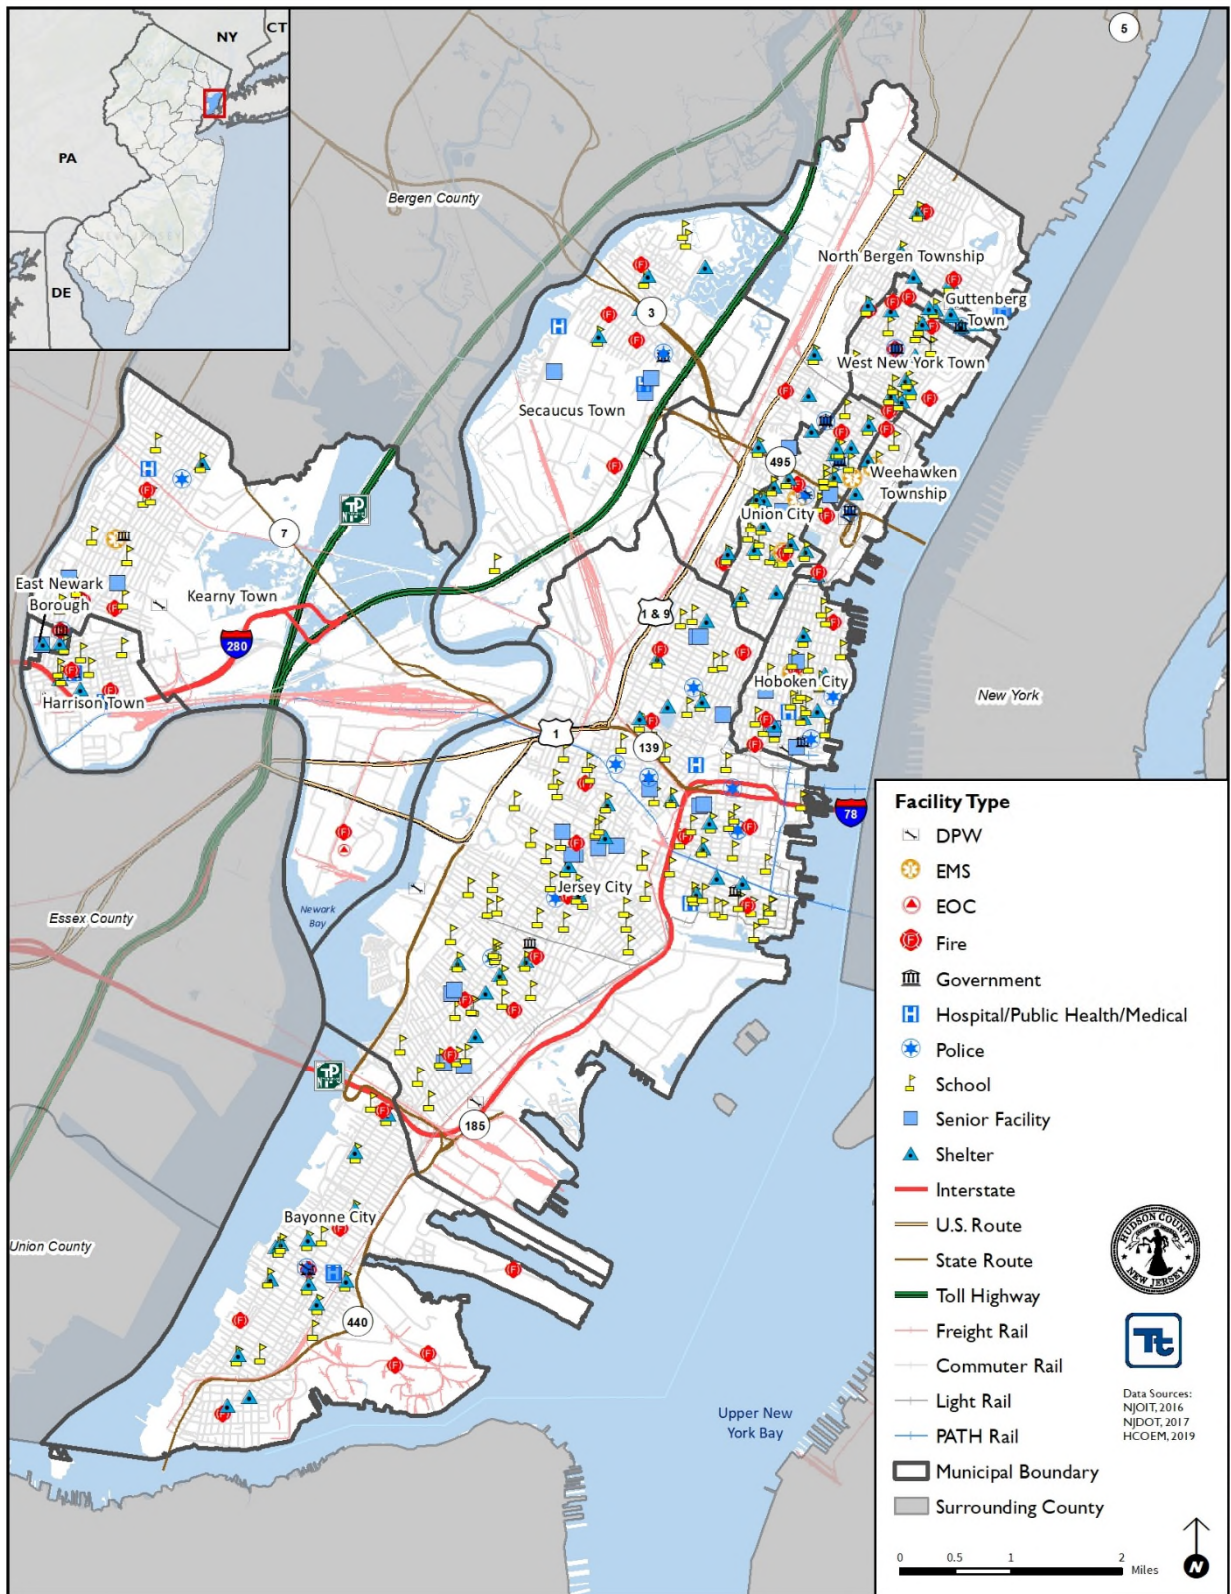 NY
CT
PA
DE
5
Bergen County
North Bergen Township
Guttenberg
Town
3
West New York Town
Secaucus Town
495
Weehawken
Township
Union City
7
East Newark
Borough
Kearny Town
1 & 9
280
Harrison Town
Hoboken City
New York
1
139
78
Jersey City
Essex County
Newark
Bay
185
Bayonne City
Union County
440
Upper New
York Bay
Facility Type
DPW
EMS
EOC
Fire
Government
Hospital/Public Health/Medical
Police
School
Senior Facility
Shelter
Interstate
U.S. Route
State Route
Toll Highway
Freight Rail
Commuter Rail
Light Rail
PATH Rail
Municipal Boundary
Surrounding County
HUDSON COUNTY
NEW JERSEY
Tt
Data Sources:
NJOIT, 2016
NJDOT, 2017
HCOEM, 2019
0 0.5 1 2
Miles
N